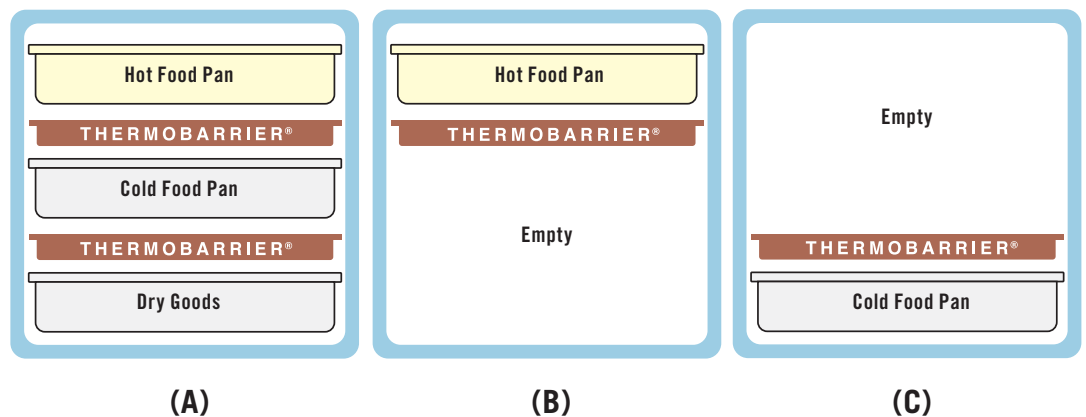 Hot Food Pan
THERMOBARRIER®
Cold Food Pan
THERMOBARRIER®
Dry Goods
(A)
Hot Food Pan
THERMOBARRIER®
Empty
(B)
Empty
THERMOBARRIER®
Cold Food Pan
(C)